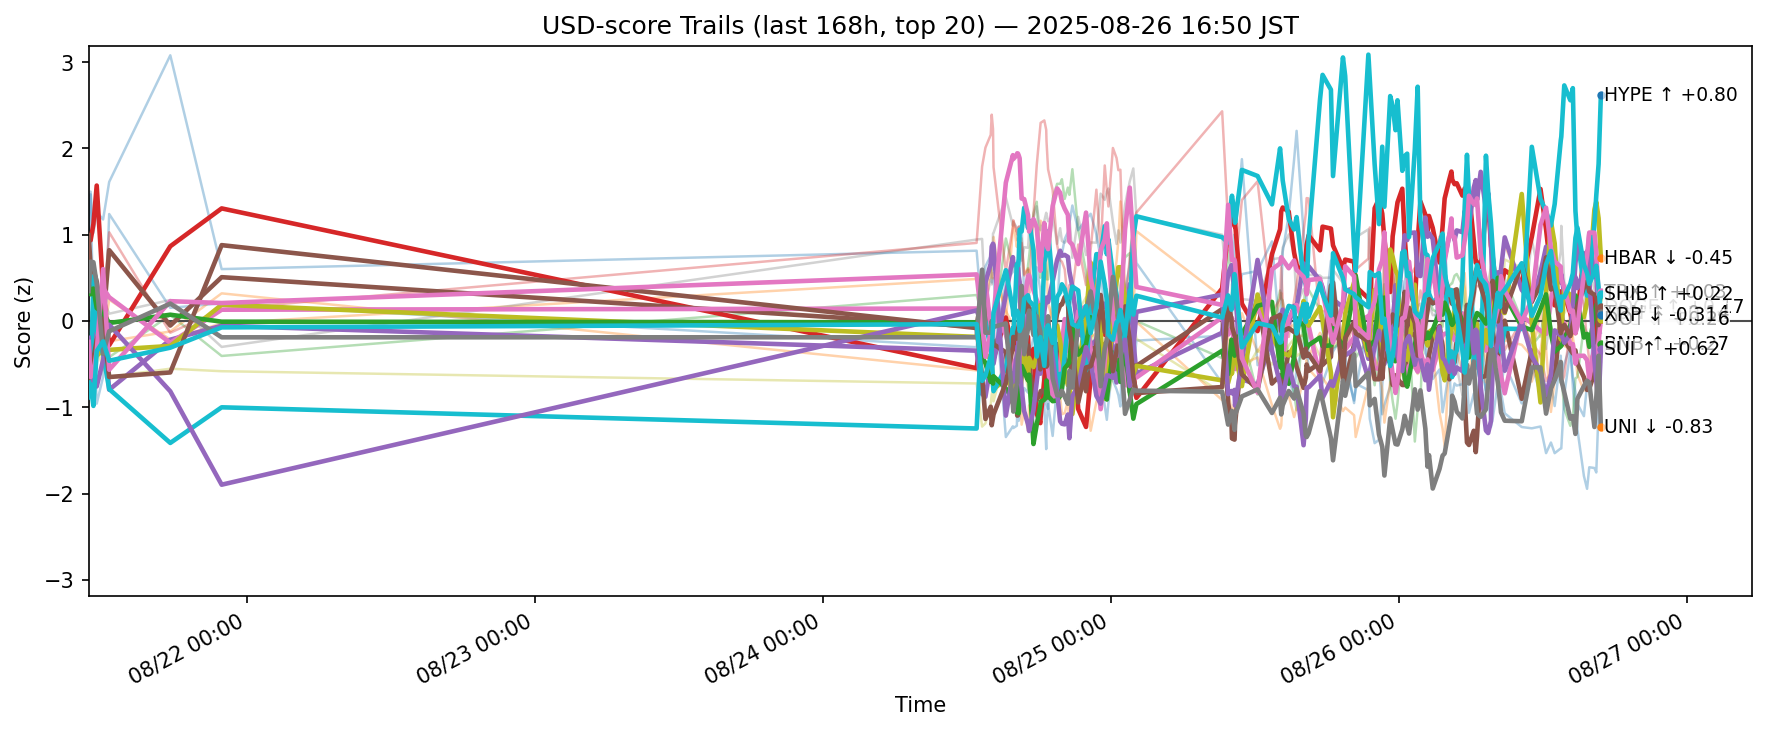 USD-score Trails (last 168h, top 20) — 2025-08-26 16:50 JST
3
2
1
0
−1
−2
−3
Score (z)
HYPE ↑ +0.80
HBAR ↓ -0.45
SHIB ↑ +0.22
XRP ↓
SUI ↑ +0.62
UNI ↓ -0.83
08/22 00:00
08/23 00:00
08/24 00:00
08/25 00:00
08/26 00:00
08/27 00:00
Time